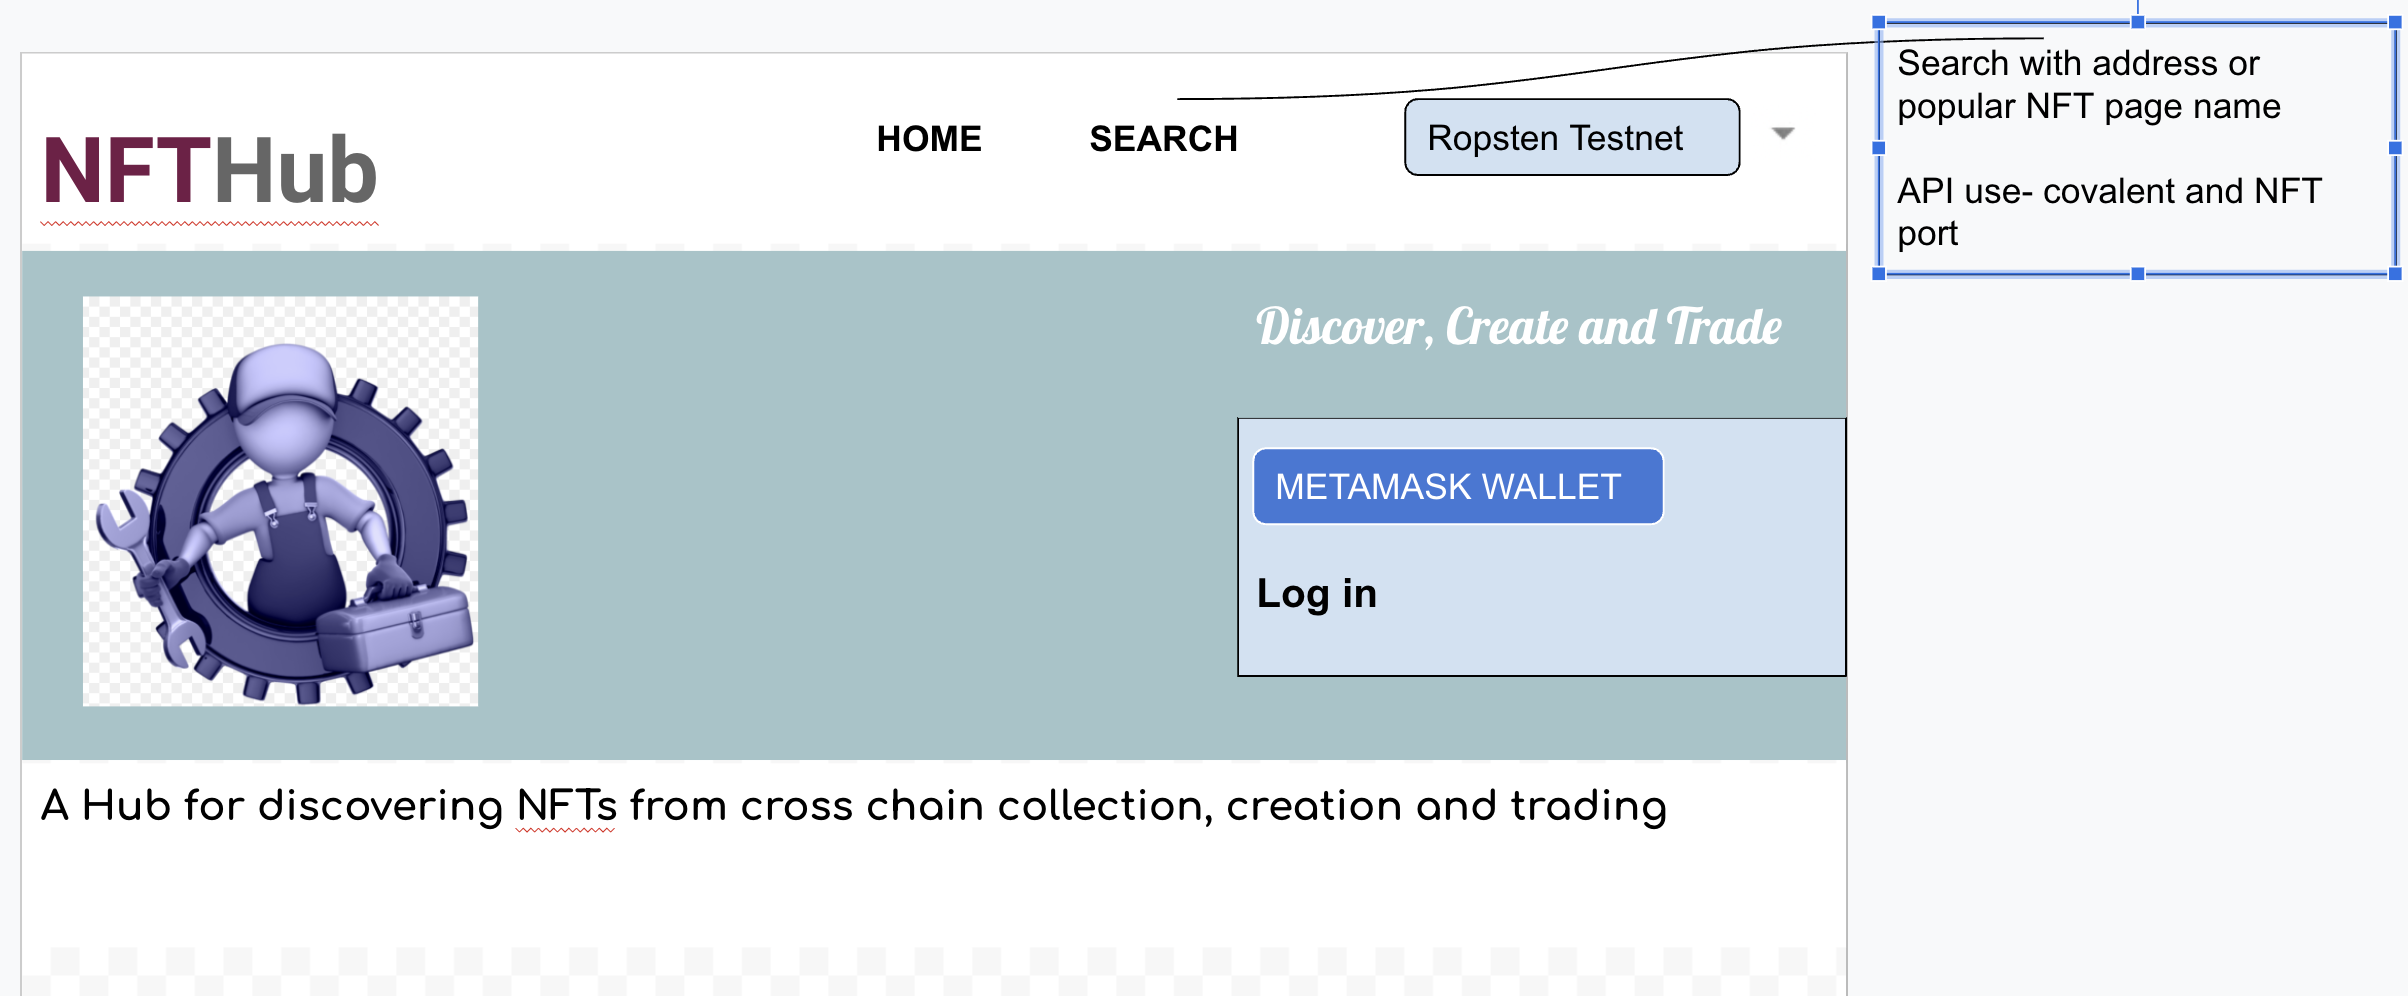 NFTHub
HOME
SEARCH
Ropsten Testnet
Search with address or
popular NFT page name
API use- covalent and NFT
port
Discover, Create and Trade
METAMASK WALLET
Log in
A Hub for discovering NFTs from cross chain collection, creation and trading